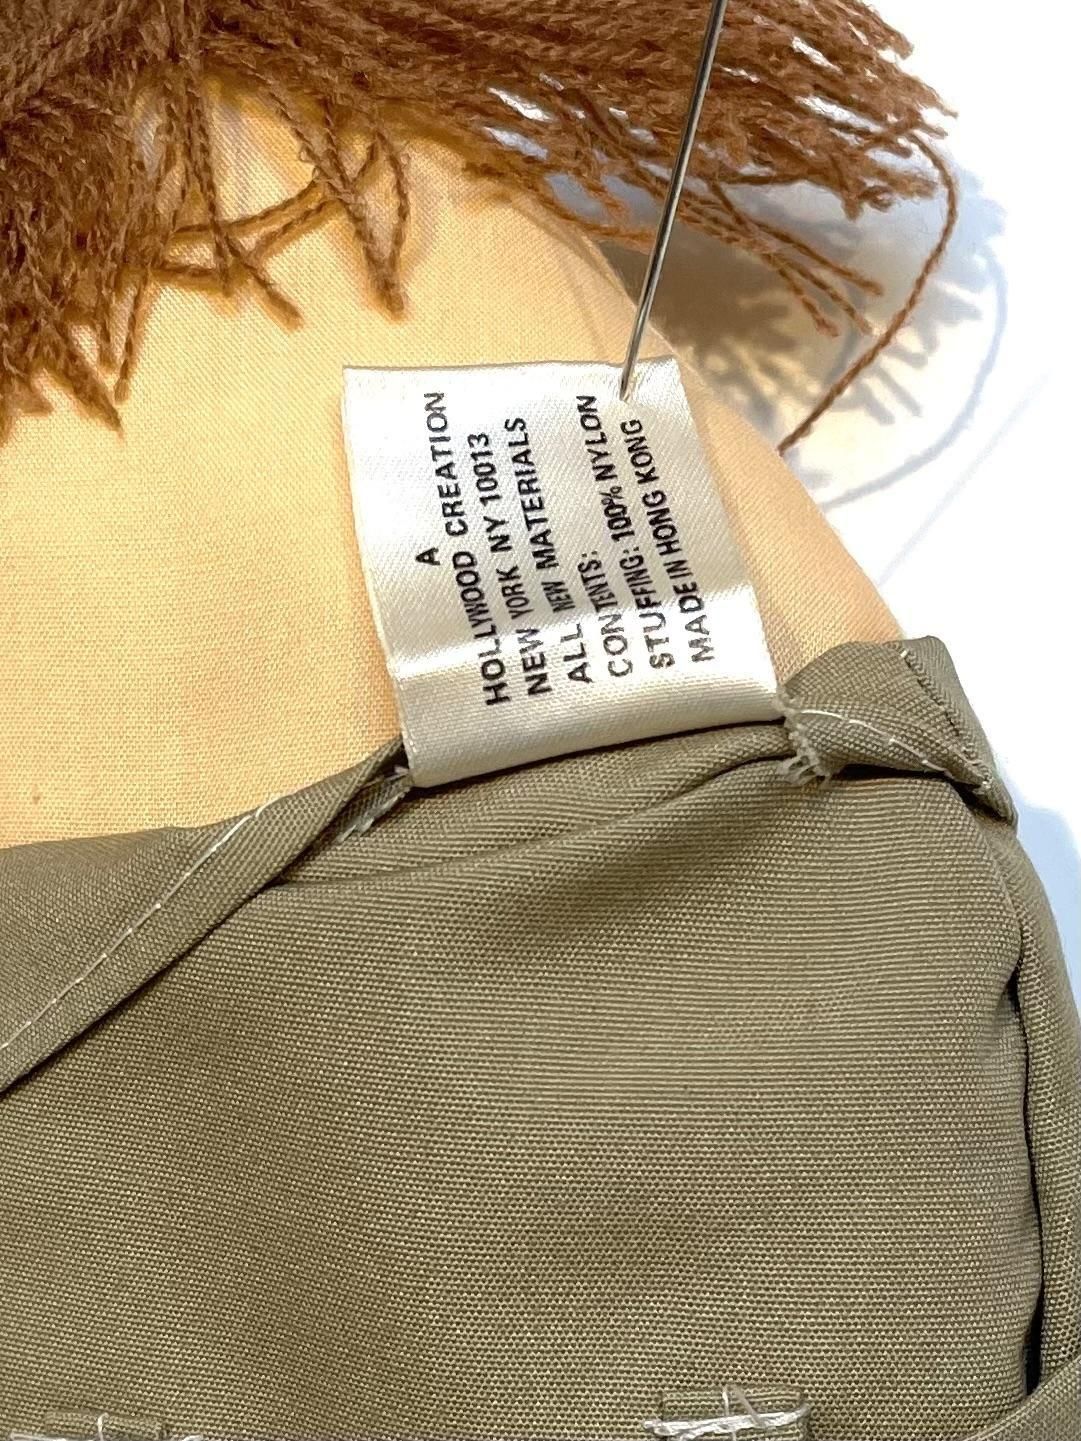 A
HOLLYWOOD CREATION
NEW YORK NY 10013
ALL NEW MATERIALS
CONTENTS:
STUFFING: 100% NYLON
MADE IN HONG KONG